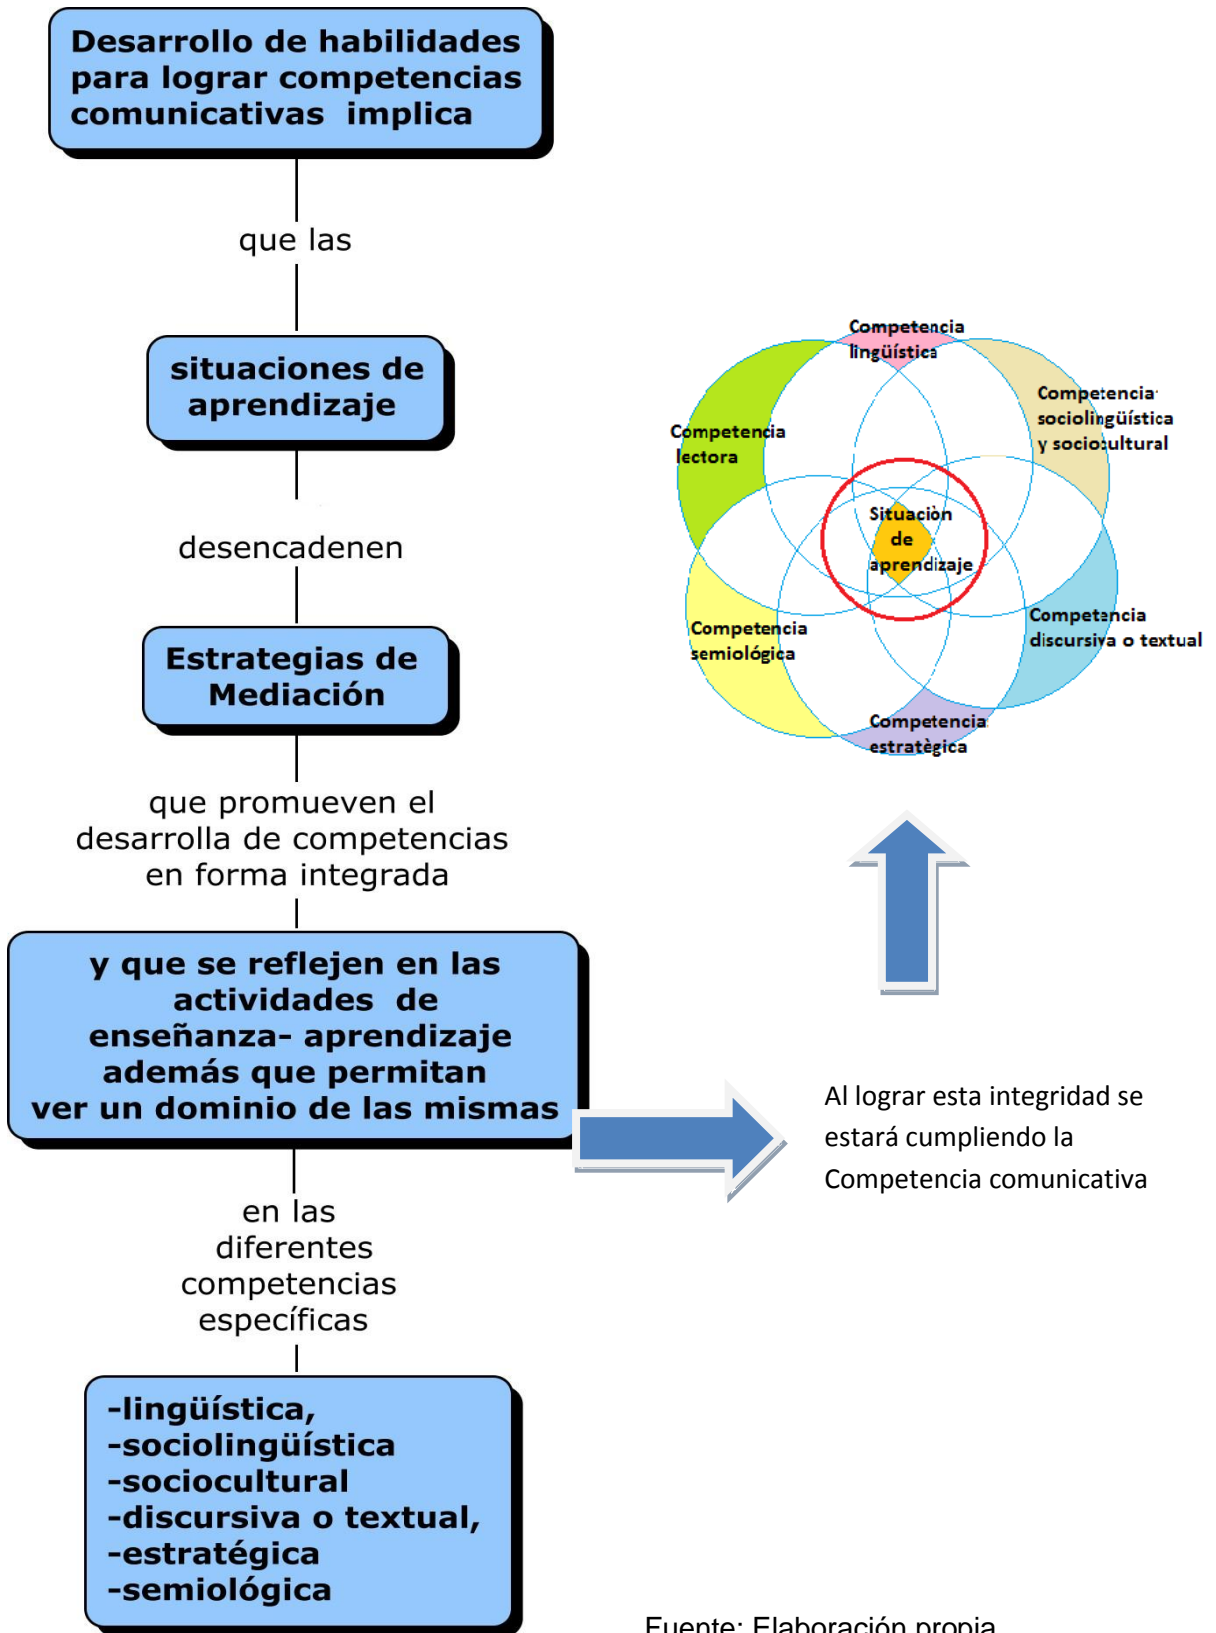 Desarrollo de habilidades
para lograr competencias
comunicativas implica
que las
situaciones de
aprendizaje
desencadenen
Estrategias de
Mediación
que promueven el
desarrolla de competencias
en forma integrada
y que se reflejen en las
actividades de
enseñanza- aprendizaje
además que permitan
ver un dominio de las mismas
en las
diferentes
competencias
específicas
-lingüística,
-sociolingüística
-sociocultural
-discursiva o textual,
-estratégica
-semiológica
Competencia
lingüística
Competencia
sociolingüística
y sociocultural
Competencia
lectora
Situaciòn
de
aprendizaje
Competencia
discursiva o textual
Competencia
semiológica
Competencia
estratègica
Al lograr esta integridad se
estará cumpliendo la
Competencia comunicativa
Fuente: Elaboración propia